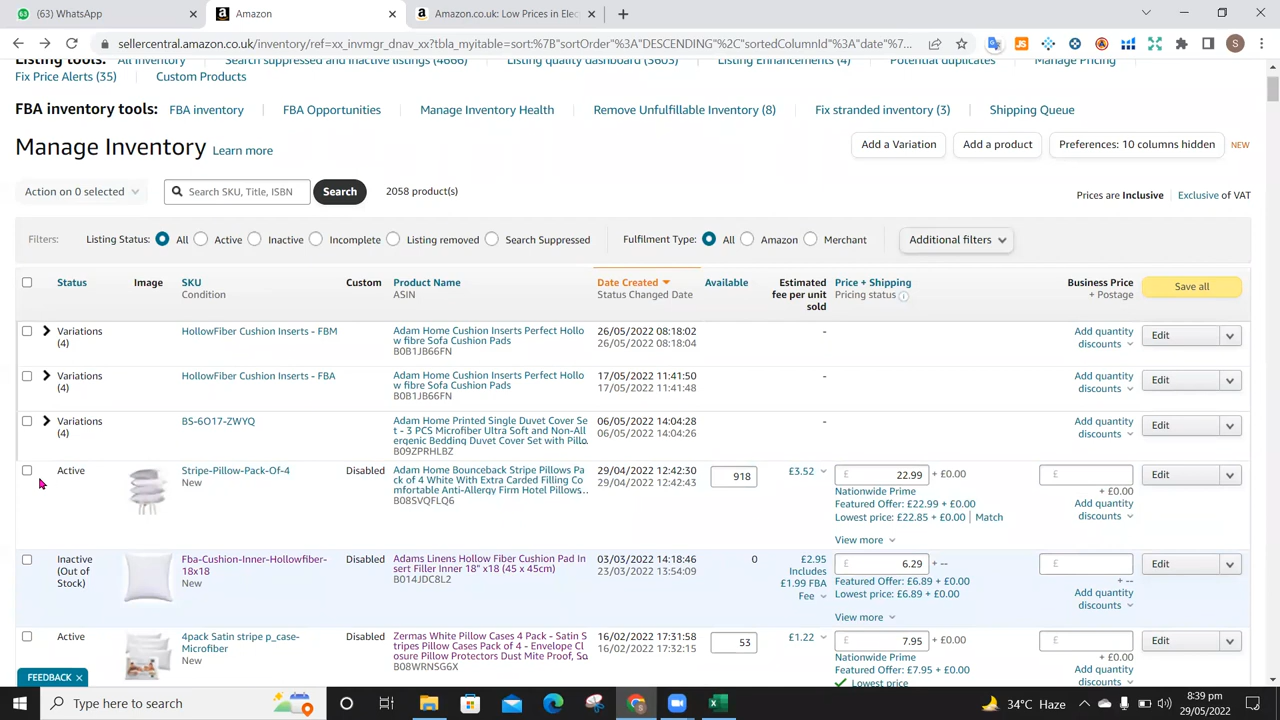 (63) WhatsApp
Amazon
Amazon.co.uk: Low Prices in Elec
sellercentral.amazon.co.uk/inventory/ref=xx_invmgr_dnav_xx?tbla_myitable=sort:%7B"sortOrder"%3A"DESCENDING"%2C"sortedColumnId"%3A"date"%7...
S
Listing tools: All Inventory Search suppressed and inactive listings (4666) Listing quality dashboard (3603) Listing Enhancements (4) Potential duplicates Manage Pricing
Fix Price Alerts (35) Custom Products
FBA inventory tools: FBA inventory FBA Opportunities Manage Inventory Health Remove Unfulfillable Inventory (8) Fix stranded inventory (3) Shipping Queue
Manage Inventory Learn more
Add a Variation Add a product Preferences: 10 columns hidden NEW
Action on 0 selected Search SKU, Title, ISBN Search 2058 product(s)
Prices are Inclusive Exclusive of VAT
Filters: Listing Status: All Active Inactive Incomplete Listing removed Search Suppressed Fulfilment Type: All Amazon Merchant Additional filters
Status Image SKU Custom Product Name Date Created Available Estimated Price + Shipping Business Price Save all
Condition ASIN Status Changed Date fee per unit Pricing status + Postage
sold
Variations HollowFiber Cushion Inserts - FBM Adam Home Cushion Inserts Perfect Hollo 26/05/2022 08:18:02 - Add quantity Edit
(4) w fibre Sofa Cushion Pads 26/05/2022 08:18:04 discounts
B0B1JB66FN
Variations HollowFiber Cushion Inserts - FBA Adam Home Cushion Inserts Perfect Hollo 17/05/2022 11:41:50 - Add quantity Edit
(4) w fibre Sofa Cushion Pads 17/05/2022 11:41:48 discounts
B0B1JB66FN
Variations BS-6O17-ZWYQ Adam Home Printed Single Duvet Cover Se 06/05/2022 14:04:28 - Add quantity Edit
(4) t - 3 PCS Microfiber Ultra Soft and Non-All 06/05/2022 14:04:26 discounts
ergenic Bedding Duvet Cover Set with Pillo.
B09ZPRHLBZ
Active Stripe-Pillow-Pack-Of-4 Disabled Adam Home Bounceback Stripe Pillows Pa 29/04/2022 12:42:30 918 £3.52 £ 22.99 + £0.00 £ Edit
New ck of 4 White With Extra Carded Filling Co 29/04/2022 12:42:43 Nationwide Prime + £0.00
mfortable Anti-Allergy Firm Hotel Pillows... Featured Offer: £22.99 + £0.00 Add quantity
B08SVQFLQ6 Lowest price: £22.85 + £0.00 | Match discounts
View more
Inactive Fba-Cushion-Inner-Hollowfiber- Disabled Adams Linens Hollow Fiber Cushion Pad In 03/03/2022 14:18:46 0 £2.95 £ 6.29 + -- £ Edit
(Out of 18x18 sert Filler Inner 18" x18 (45 x 45cm) 23/03/2022 13:54:09 Includes Featured Offer: £6.89 + £0.00 + --
Stock) New B014JDC8L2 £1.99 FBA Lowest price: £6.89 + £0.00 Add quantity
Fee View more discounts
Active 4pack Satin stripe p_case- Disabled Zermas White Pillow Cases 4 Pack - Satin S 16/02/2022 17:31:58 53 £1.22 £ 7.95 + £0.00 £ Edit
Microfiber tripes Pillow Cases Pack of 4 - Envelope Cl 16/02/2022 17:32:15 Nationwide Prime + £0.00
New osure Pillow Protectors Dust Mite Proof, Sa Featured Offer: £7.95 + £0.00 Add quantity
B08WRNSG6X Lowest price discounts
FEEDBACK
Type here to search
34°C Haze
8:39 pm
29/05/2022